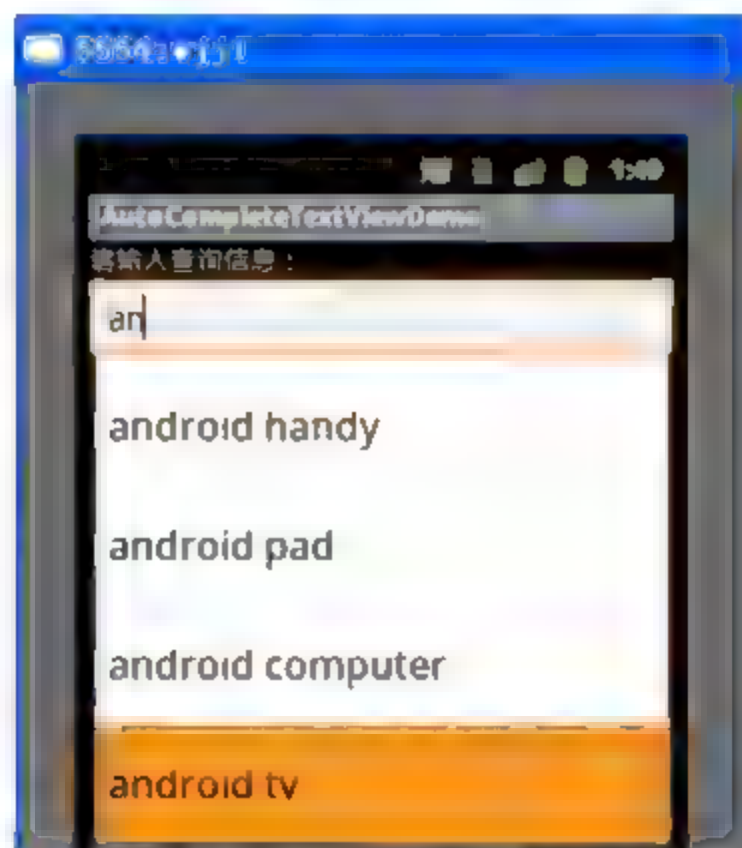 AutoCompleteTextViewDemo
请输入查询信息：
an
android handy
android pad
android computer
android tv